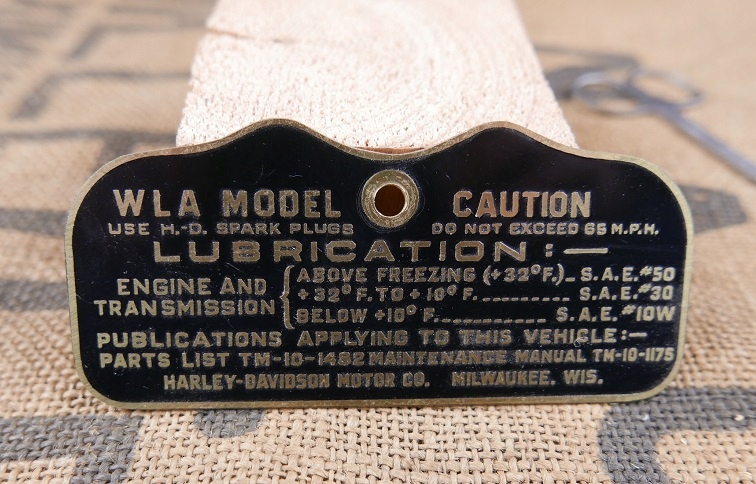 WLA MODEL CAUTION
USE H.-D. SPARK PLUGS DO NOT EXCEED 65 M.P.H.
LUBRICATION:—
ENGINE AND TRANSMISSION { ABOVE FREEZING (+32°F.)_ S.A.E.#50
+32°F. TO +10°F.__________ S.A.E.#30
BELOW +10°F.___________ S.A.E.#10W
PUBLICATIONS APPLYING TO THIS VEHICLE:—
PARTS LIST TM-10-1482 MAINTENANCE MANUAL TM-10-1175
HARLEY-DAVIDSON MOTOR CO. MILWAUKEE, WIS.